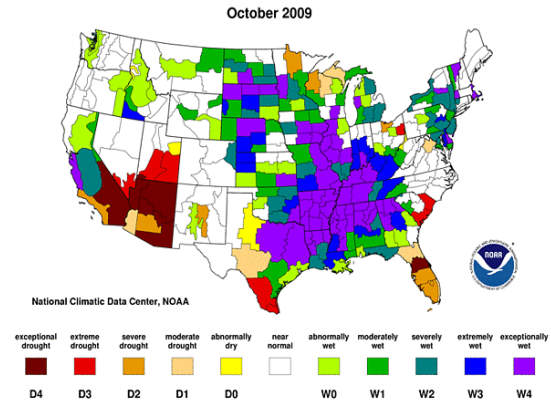 October 2009
NOAA
National Climatic Data Center, NOAA
exceptional drought
extreme drought
severe drought
moderate drought
abnormally dry
near normal
abnormally wet
moderately wet
severely wet
extremely wet
exceptionally wet
D4 D3 D2 D1 D0 W0 W1 W2 W3 W4